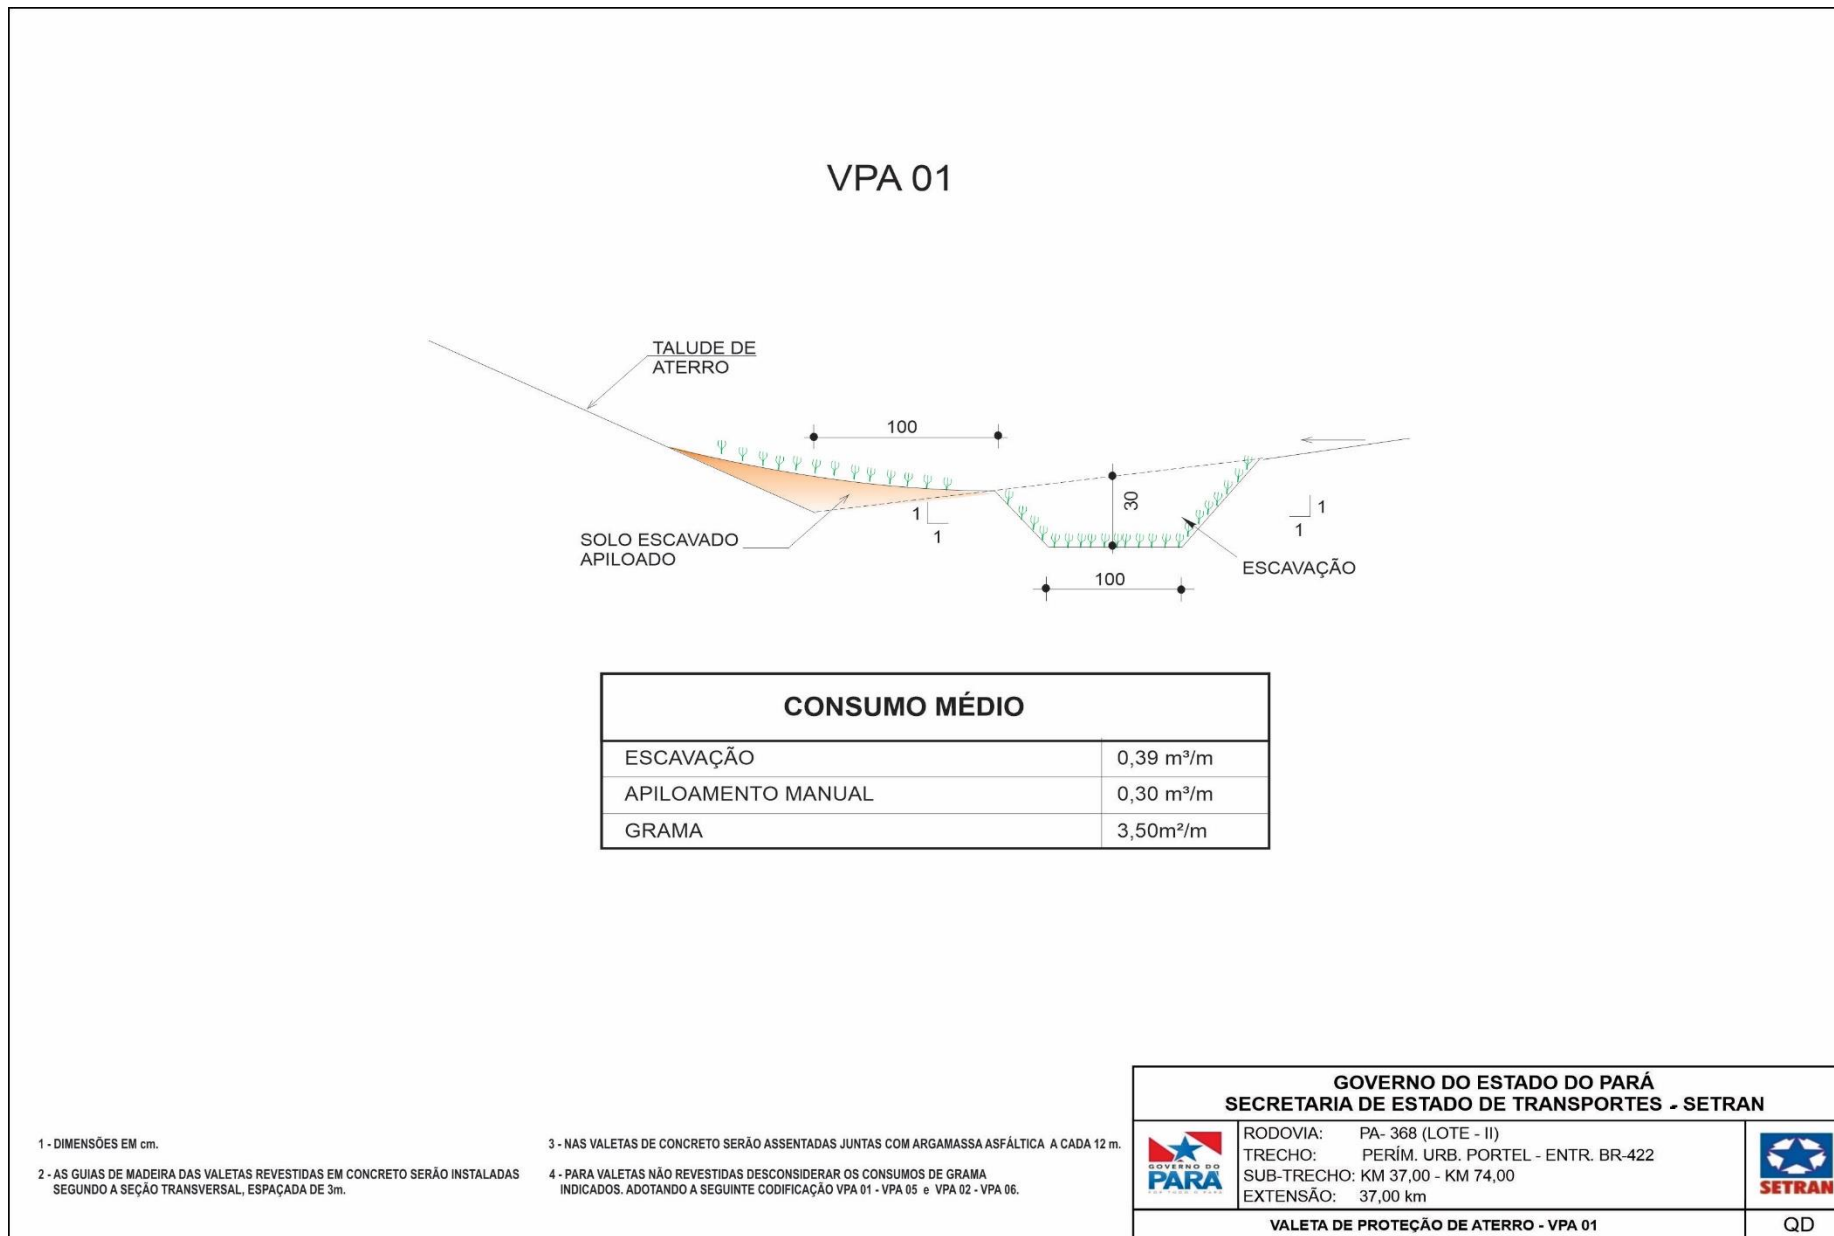 VPA 01
TALUDE DE
ATERRO
100
30
1
1
1
1
SOLO ESCAVADO
APILOADO
ESCAVAÇÃO
100
CONSUMO MÉDIO
ESCAVAÇÃO 0,39 m³/m
APILOAMENTO MANUAL 0,30 m³/m
GRAMA 3,50m²/m
1 - DIMENSÕES EM cm.
2 - AS GUIAS DE MADEIRA DAS VALETAS REVESTIDAS EM CONCRETO SERÃO INSTALADAS
SEGUNDO A SEÇÃO TRANSVERSAL, ESPAÇADA DE 3m.
3 - NAS VALETAS DE CONCRETO SERÃO ASSENTADAS JUNTAS COM ARGAMASSA ASFÁLTICA A CADA 12 m.
4 - PARA VALETAS NÃO REVESTIDAS DESCONSIDERAR OS CONSUMOS DE GRAMA
INDICADOS. ADOTANDO A SEGUINTE CODIFICAÇÃO VPA 01 - VPA 05 e VPA 02 - VPA 06.
GOVERNO DO ESTADO DO PARÁ
SECRETARIA DE ESTADO DE TRANSPORTES - SETRAN
GOVERNO DO
PARÁ
POR TODO O PARÁ
RODOVIA: PA- 368 (LOTE - II)
TRECHO: PERÍM. URB. PORTEL - ENTR. BR-422
SUB-TRECHO: KM 37,00 - KM 74,00
EXTENSÃO: 37,00 km
SETRAN
VALETA DE PROTEÇÃO DE ATERRO - VPA 01
QD